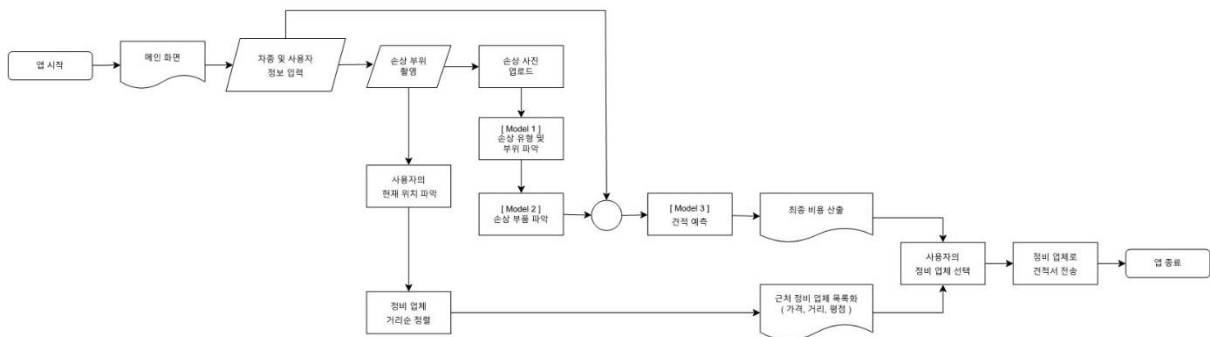 앱 시작
메인 화면
차종 및 사용자
정보 입력
손상 부위
촬영
손상 사진
업로드
[ Model 1 ]
손상 유형 및
부위 파악
사용자의
현재 위치 파악
[ Model 2 ]
손상 부품 파악
[ Model 3 ]
견적 예측
최종 비용 산출
사용자의
정비 업체 선택
정비 업체로
견적서 전송
앱 종료
정비 업체
거리순 정렬
근처 정비 업체 목록화
( 가격, 거리, 평점 )